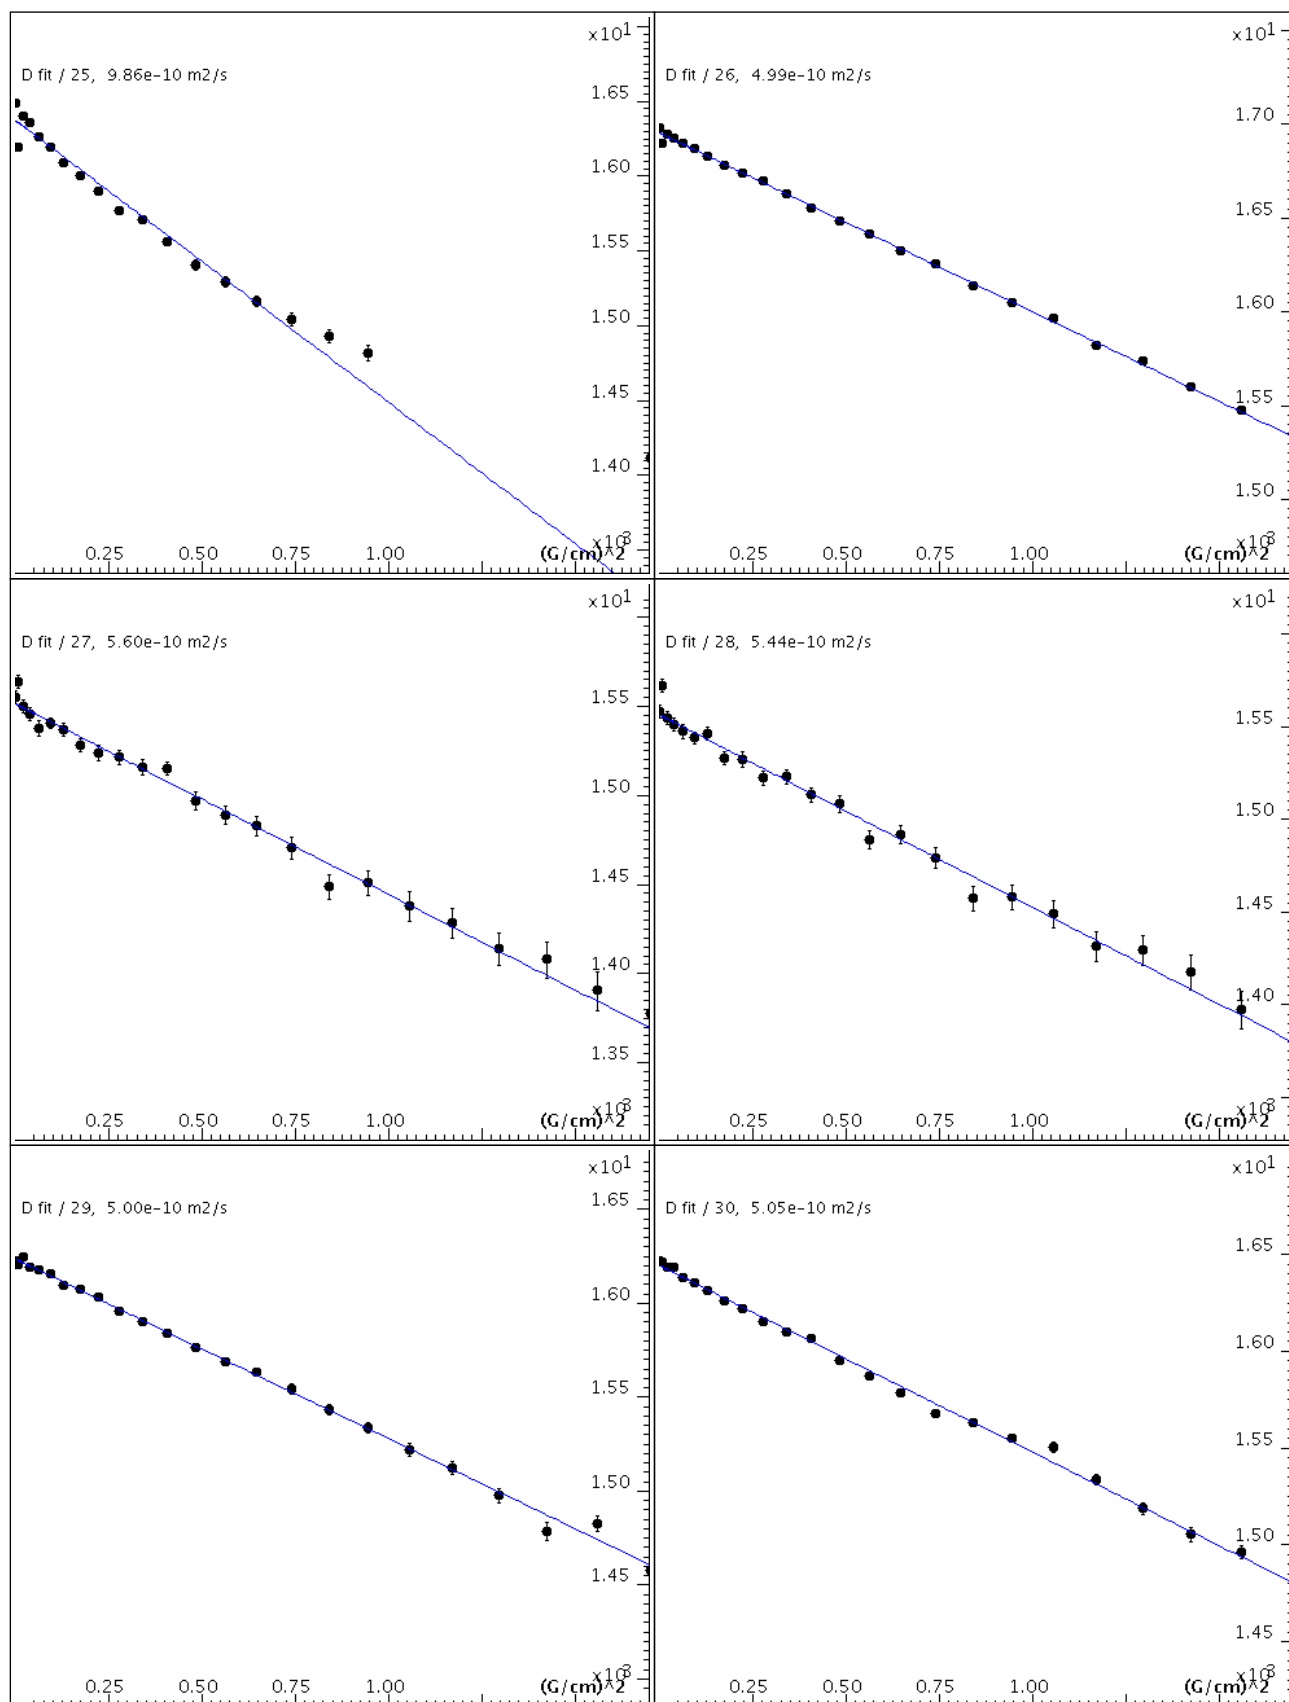 x10¹
D fit / 25, 9.86e-10 m2/s
1.65
1.60
1.55
1.50
1.45
1.40
x10³
0.25 0.50 0.75 1.00 (G/cm)^2
x10¹
D fit / 26, 4.99e-10 m2/s
1.70
1.65
1.60
1.55
1.50
x10³
0.25 0.50 0.75 1.00 (G/cm)^2
x10¹
D fit / 27, 5.60e-10 m2/s
1.55
1.50
1.45
1.40
1.35
x10³
0.25 0.50 0.75 1.00 (G/cm)^2
x10¹
D fit / 28, 5.44e-10 m2/s
1.55
1.50
1.45
1.40
x10³
0.25 0.50 0.75 1.00 (G/cm)^2
x10¹
D fit / 29, 5.00e-10 m2/s
1.65
1.60
1.55
1.50
1.45
x10³
0.25 0.50 0.75 1.00 (G/cm)^2
x10¹
D fit / 30, 5.05e-10 m2/s
1.65
1.60
1.55
1.50
1.45
x10³
0.25 0.50 0.75 1.00 (G/cm)^2